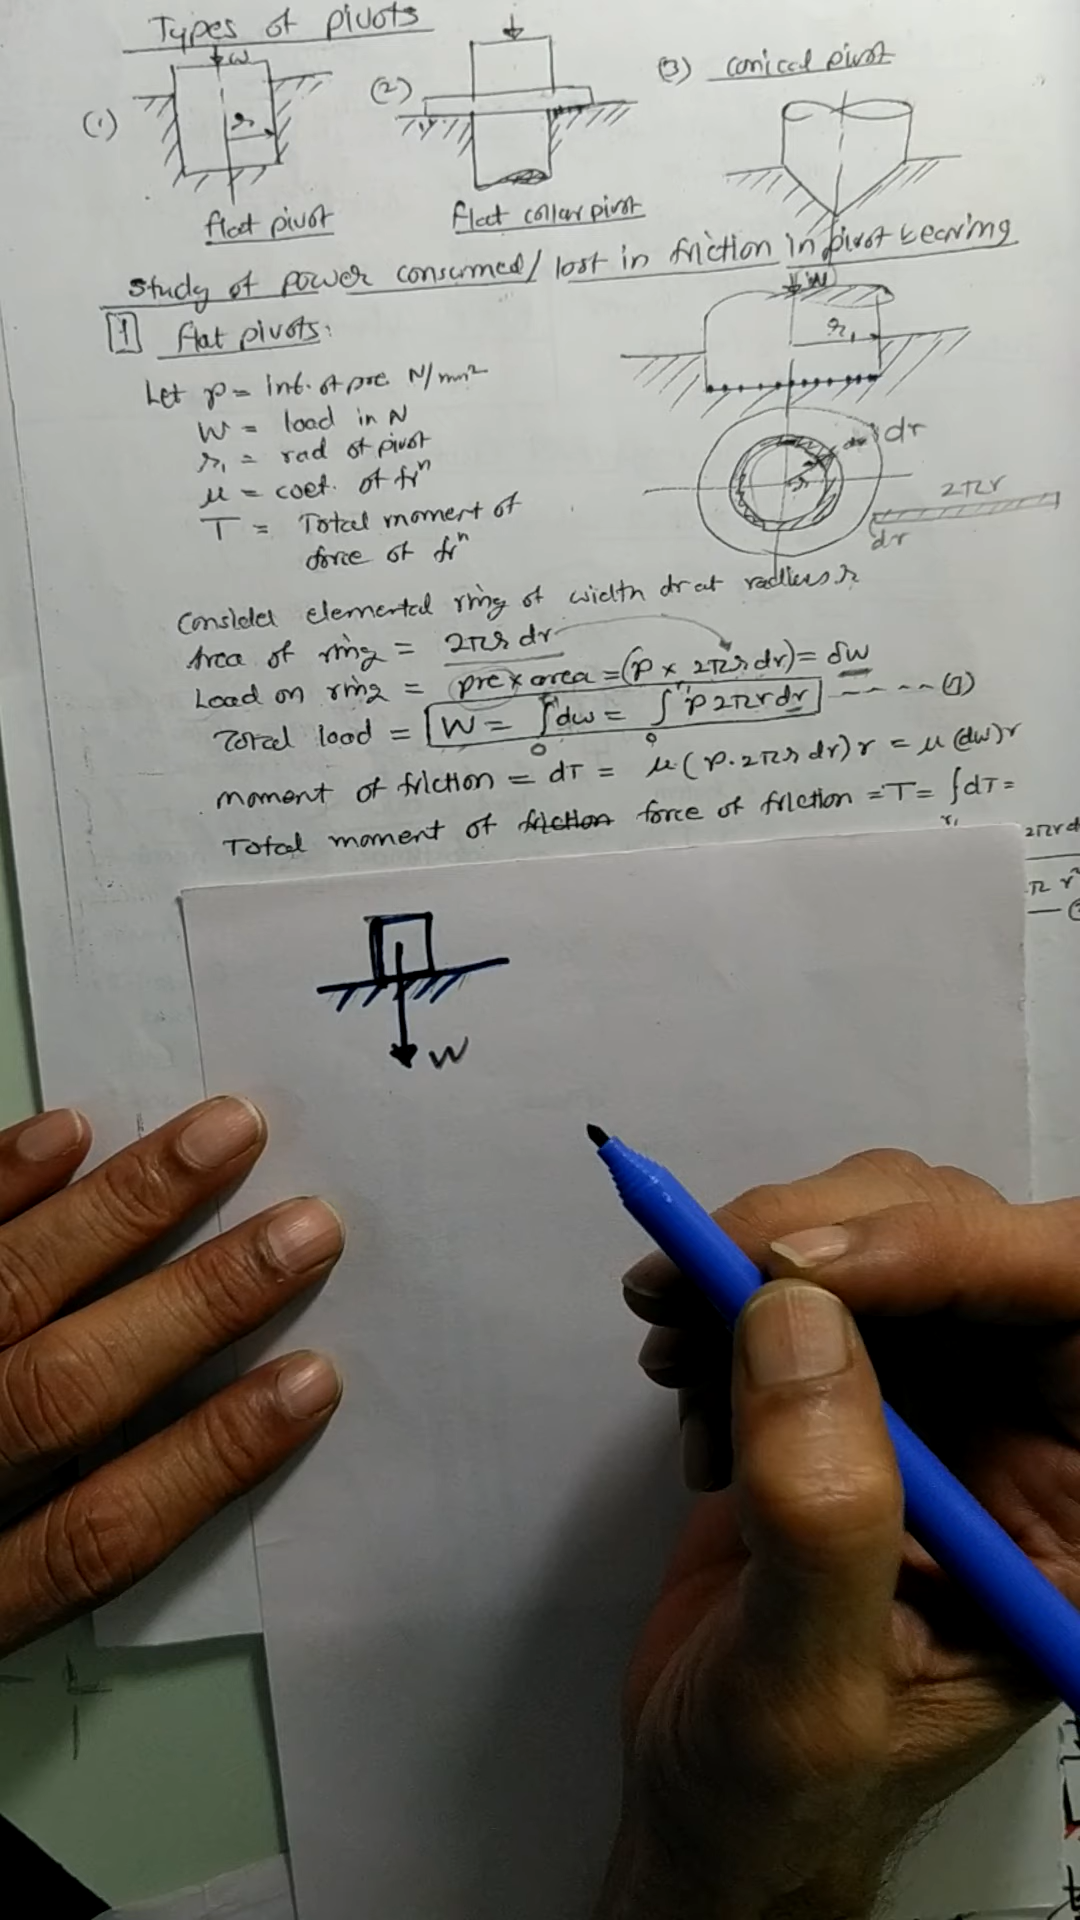 Types of pivots
(1)
W
r
flat pivot
(2)
flat collar pivot
(3) conical pivot
Study of power consumed/ lost in friction in pivot bearing
1 flat pivots:
W
r1
Let p = int. of pre N/mm²
W = load in N
r1 = rad of pivot
μ = coef. of frⁿ
T = Total moment of
force of frⁿ
dr
r
2πr
dr
Consider elemental ring of width dr at radius r
Area of ring = 2πr dr
Load on ring = pre x area = (p x 2πr dr) = δW
Total load = W = ∫₀ dw = ∫₀ p 2πr dr ---- (1)
moment of friction = dT = μ (p. 2πr dr) r = μ (dw) r
Total moment of friction force of friction = T = ∫ dT =
r1
2πrd
π r²
W